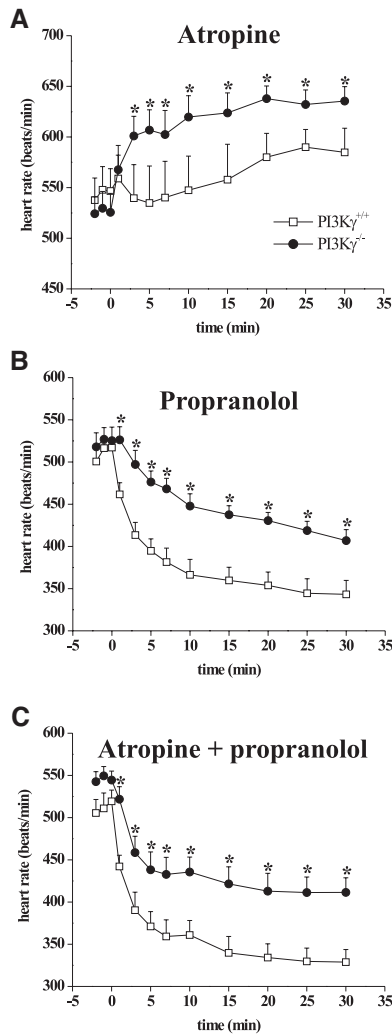 A
Atropine
heart rate (beats/min)
700
650
600
550
500
450
* * * * * * * *
PI3Kγ+/+
PI3Kγ-/-
-5 0 5 10 15 20 25 30 35
time (min)
B
Propranolol
heart rate (beats/min)
600
550
500
450
400
350
300
* * * * * * * * *
-5 0 5 10 15 20 25 30 35
time (min)
C
Atropine + propranolol
heart rate (beats/min)
600
550
500
450
400
350
300
* * * * * * * * *
-5 0 5 10 15 20 25 30 35
time (min)